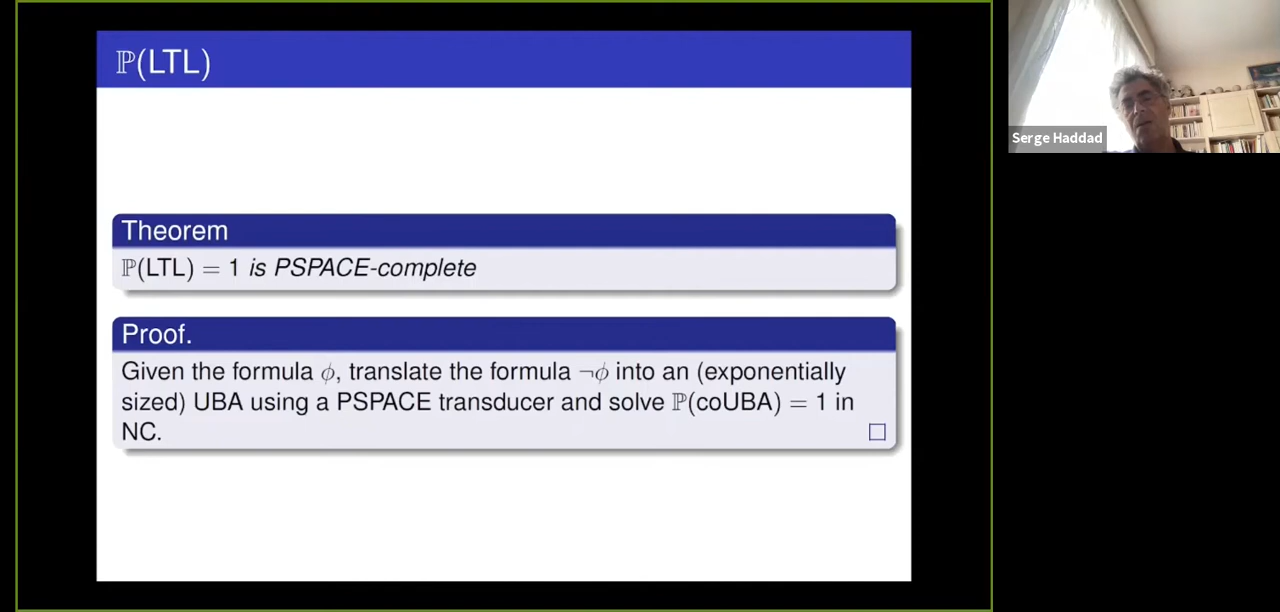 ℙ(LTL)
Theorem
ℙ(LTL) = 1 is PSPACE-complete
Proof.
Given the formula ϕ, translate the formula ¬ϕ into an (exponentially
sized) UBA using a PSPACE transducer and solve ℙ(coUBA) = 1 in
NC.
Serge Haddad